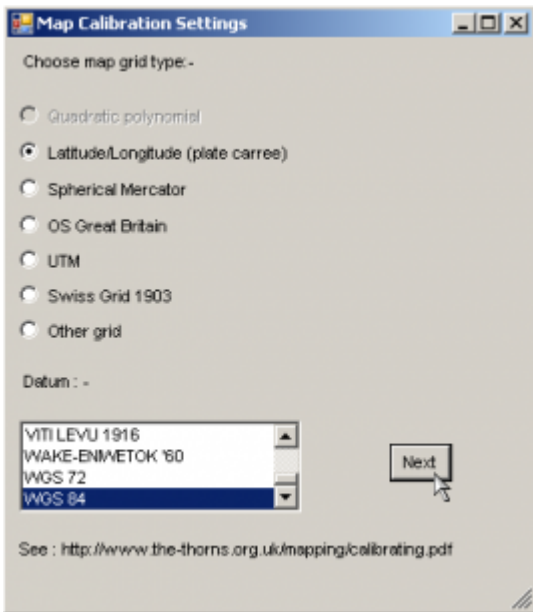 Map Calibration Settings
Choose map grid type:-
Quadratic polynomial
Latitude/Longitude (plate carree)
Spherical Mercator
OS Great Britain
UTM
Swiss Grid 1903
Other grid
Datum : -
VITI LEVU 1916
WAKE-ENIWETOK '60
WGS 72
WGS 84
Next
See : http://www.the-thorns.org.uk/mapping/calibrating.pdf